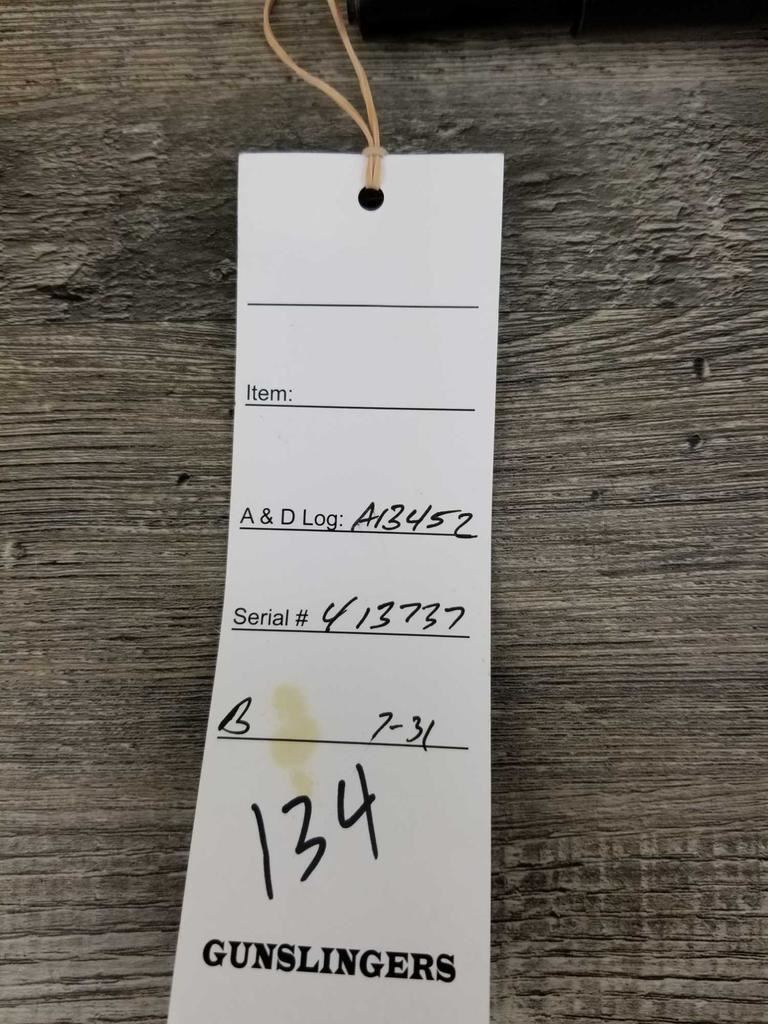 Item:
A & D Log: A13452
Serial # 413737
B 7-31
134
GUNSLINGERS